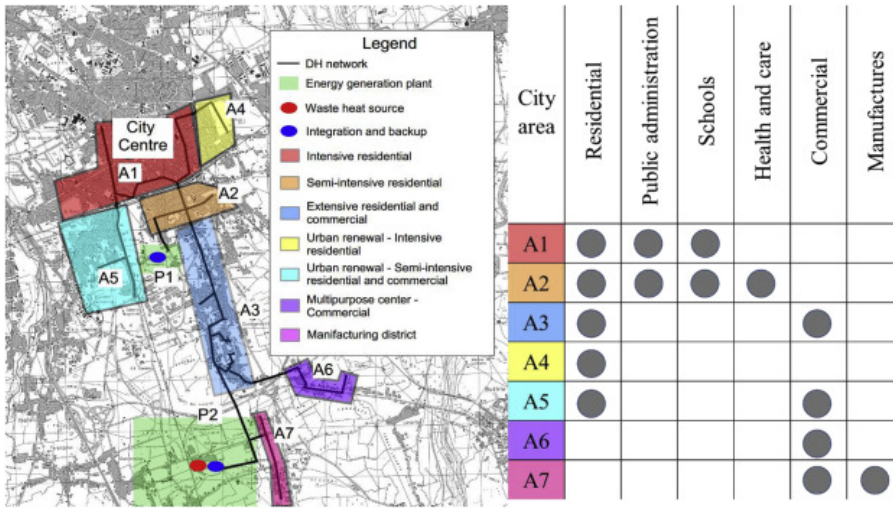 Legend
DH network
Energy generation plant
Waste heat source
Integration and backup
Intensive residential
Semi-intensive residential
Extensive residential
and commercial
Urban renewal - Intensive
residential
Urban renewal - Semi-intensive
residential and commercial
Multipurpose center -
Commercial
Manifacturing district
City
Centre
A1
A2
A3
A4
A5
A6
A7
P1
P2
City
area
Residential
Public administration
Schools
Health and care
Commercial
Manufactures
A1
A2
A3
A4
A5
A6
A7